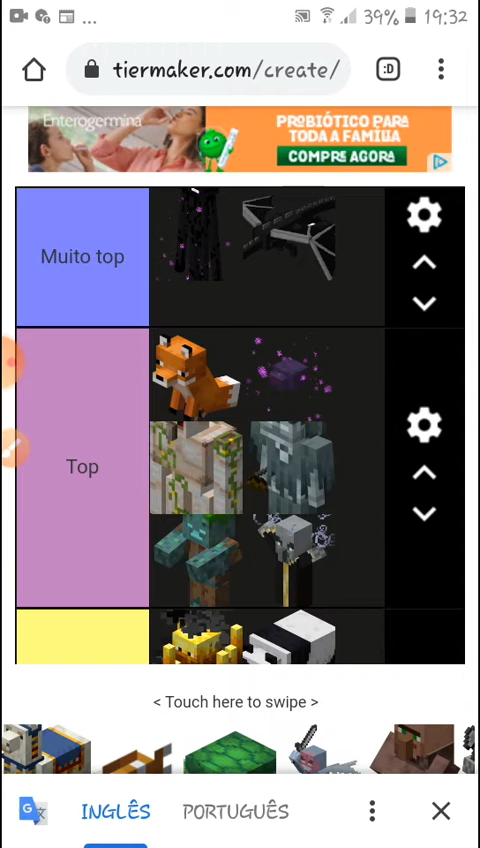 ... 39% 19:32
tiermaker.com/create/ :D
Enterogermina
PROBIÓTICO PARA
TODA A FAMÍLIA
COMPRE AGORA
Muito top
Top
< Touch here to swipe >
INGLÊS PORTUGUÊS